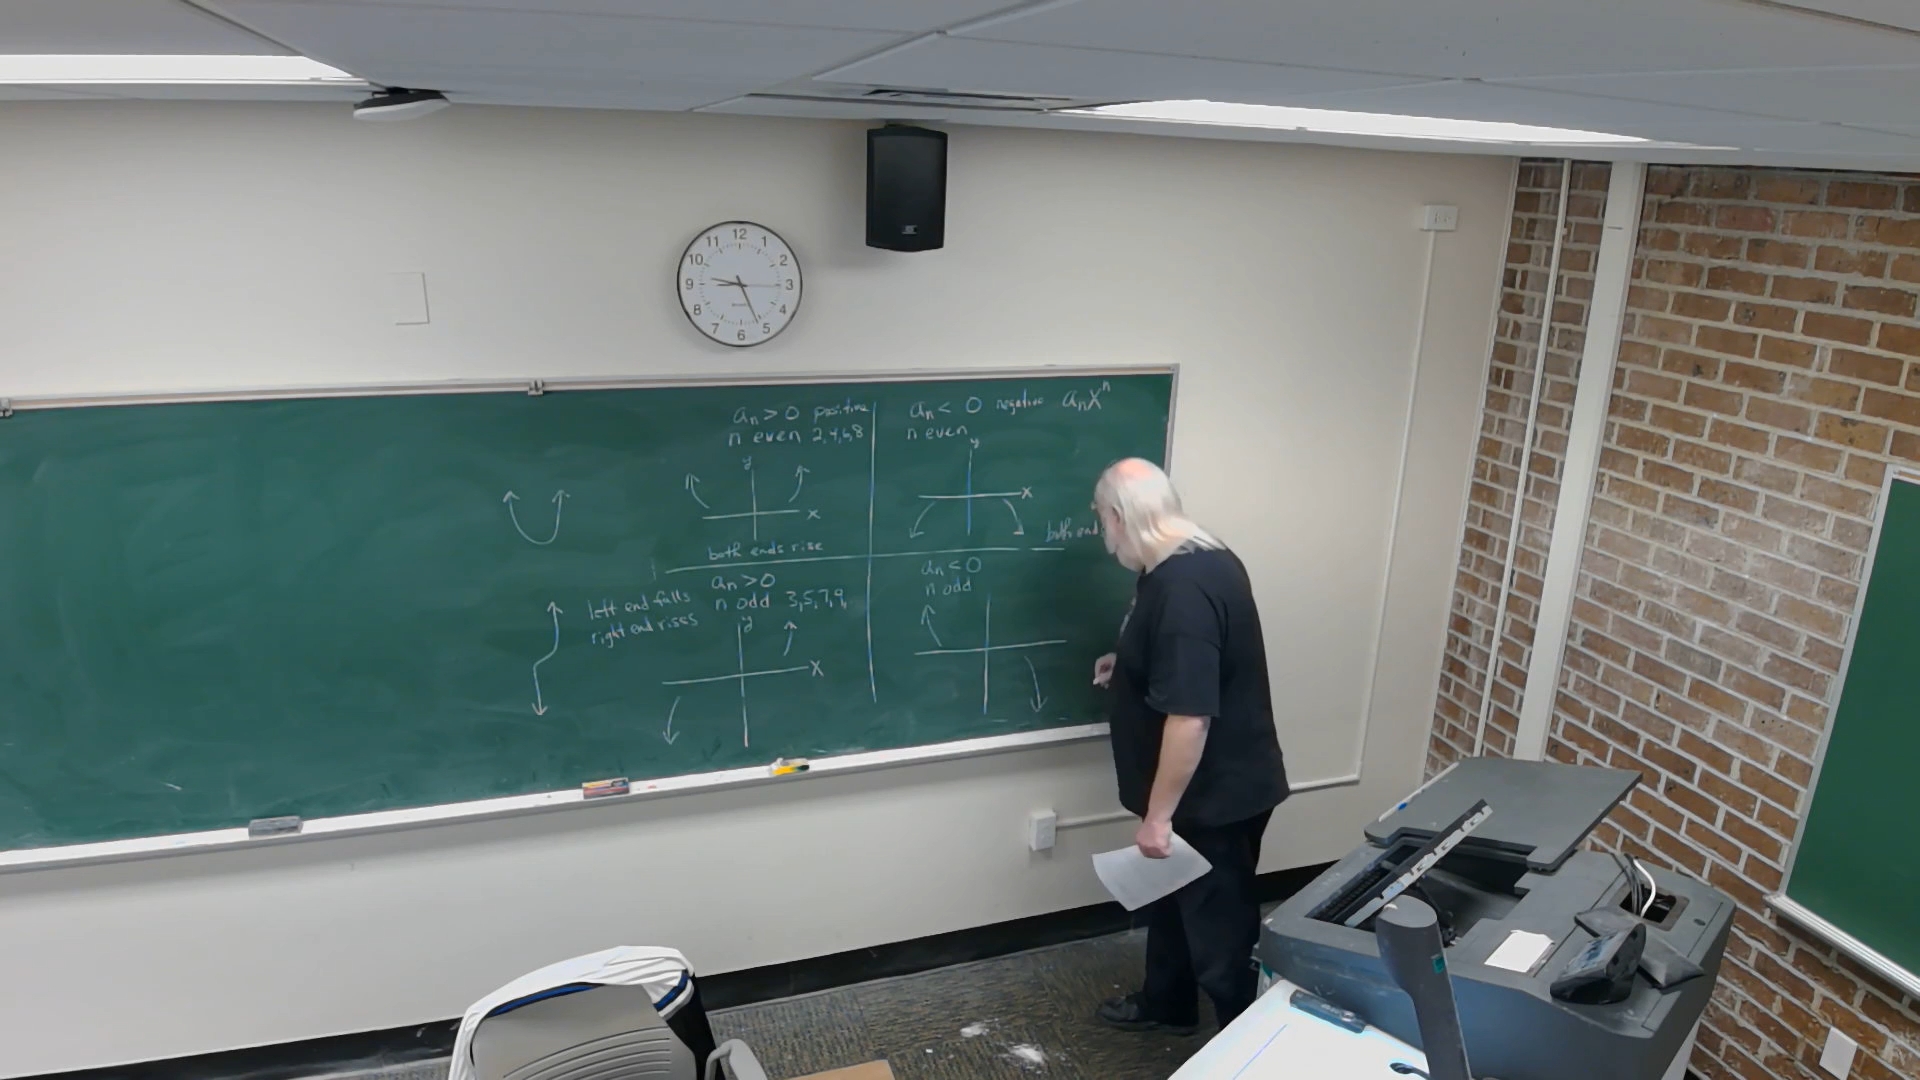 12
1
2
3
4
5
6
7
8
9
10
11
aₙ > 0 positive
n even 2,4,6,8
y
x
both ends rise
aₙ < 0 negative aₙxⁿ
n even
y
x
both end
left end falls
right end rises
aₙ > 0
n odd 3,5,7,9,
y
x
aₙ < 0
n odd